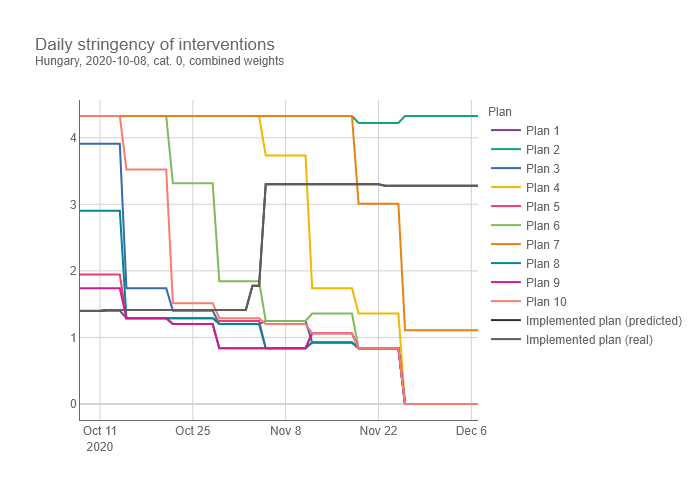 Daily stringency of interventions
Hungary, 2020-10-08, cat. 0, combined weights
Plan
Plan 1
Plan 2
Plan 3
Plan 4
Plan 5
Plan 6
Plan 7
Plan 8
Plan 9
Plan 10
Implemented plan (predicted)
Implemented plan (real)
4
3
2
1
0
Oct 11 Oct 25 Nov 8 Nov 22 Dec 6
2020